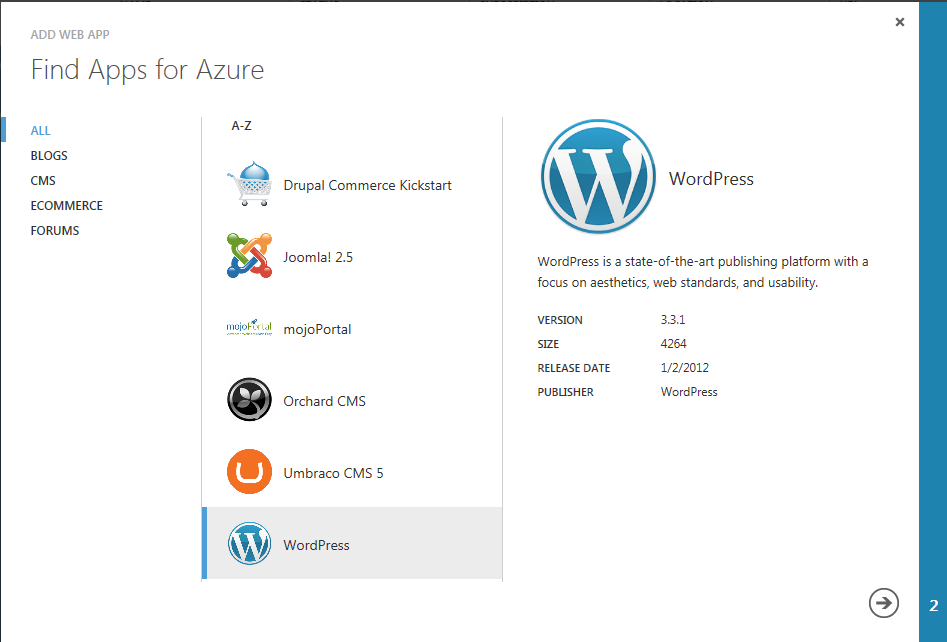 ADD WEB APP
Find Apps for Azure
ALL
BLOGS
CMS
ECOMMERCE
FORUMS
A-Z
Drupal Commerce Kickstart
Joomla! 2.5
mojoPortal
mojoPortal
Orchard CMS
Umbraco CMS 5
WordPress
WordPress
WordPress is a state-of-the-art publishing platform with a
focus on aesthetics, web standards, and usability.
VERSION 3.3.1
SIZE 4264
RELEASE DATE 1/2/2012
PUBLISHER WordPress
2